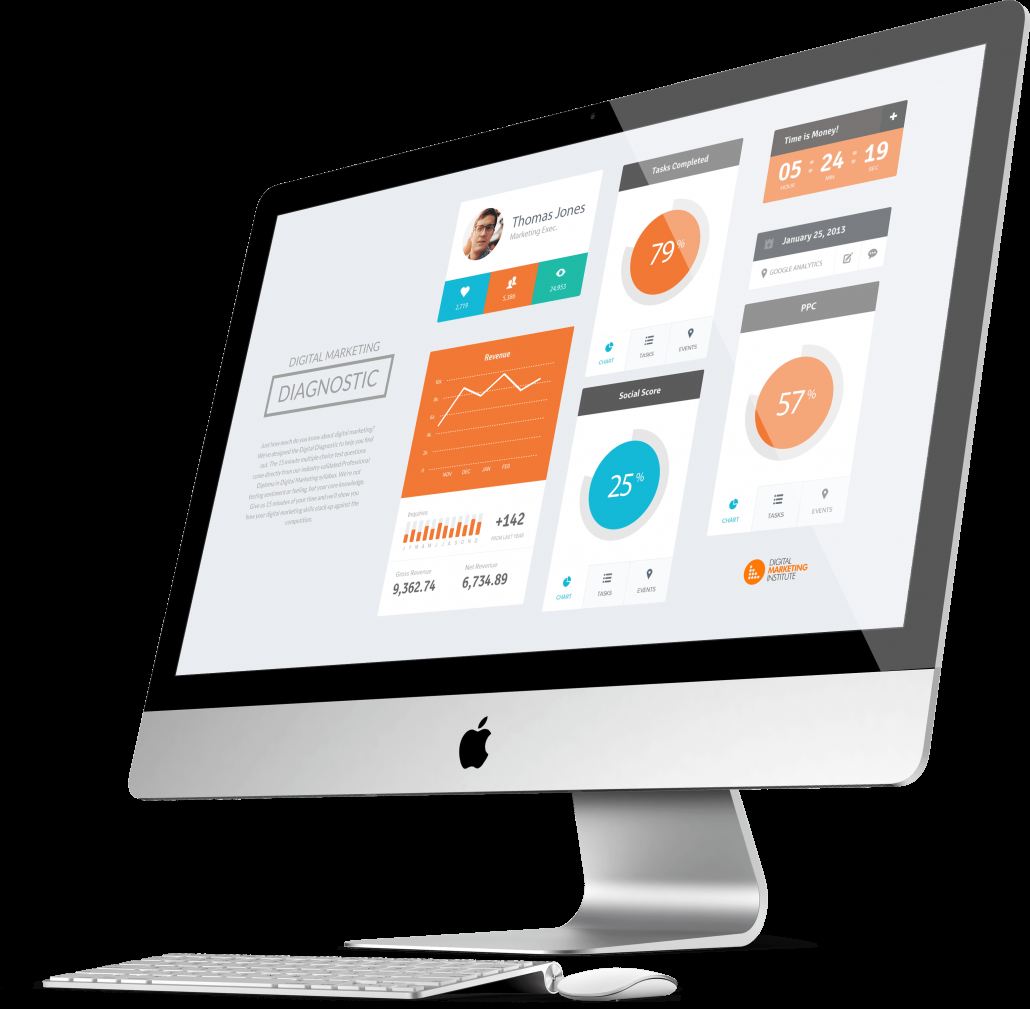 DIGITAL MARKETING
DIAGNOSTIC
Just how much do you know about digital marketing?
We've designed the Digital Diagnostic to help you find
out. The 15 minute multiple choice test questions
come directly from our industry validated Professional
Diploma in Digital Marketing syllabus. We're not
testing sentiment or feeling, but your core knowledge.
Give us 15 minutes of your time and we'll show you
how your digital marketing skills stack up against the
competition.
Thomas Jones
Marketing Exec.
2,719
5,389
24,953
Revenue
10k
8k
6k
4k
2k
0
NOV
DEC
JAN
FEB
Inquiries
J F M A M J J A S O N D
+142
FROM LAST YEAR
Gross Revenue
9,362.74
Net Revenue
6,734.89
Tasks Completed
79%
CHART
TASKS
EVENTS
Social Score
25%
CHART
TASKS
EVENTS
Time is Money!
+
05 : 24 : 19
HOUR
MIN
SEC
January 25, 2013
GOOGLE ANALYTICS
PPC
57%
CHART
TASKS
EVENTS
DIGITAL
MARKETING
INSTITUTE